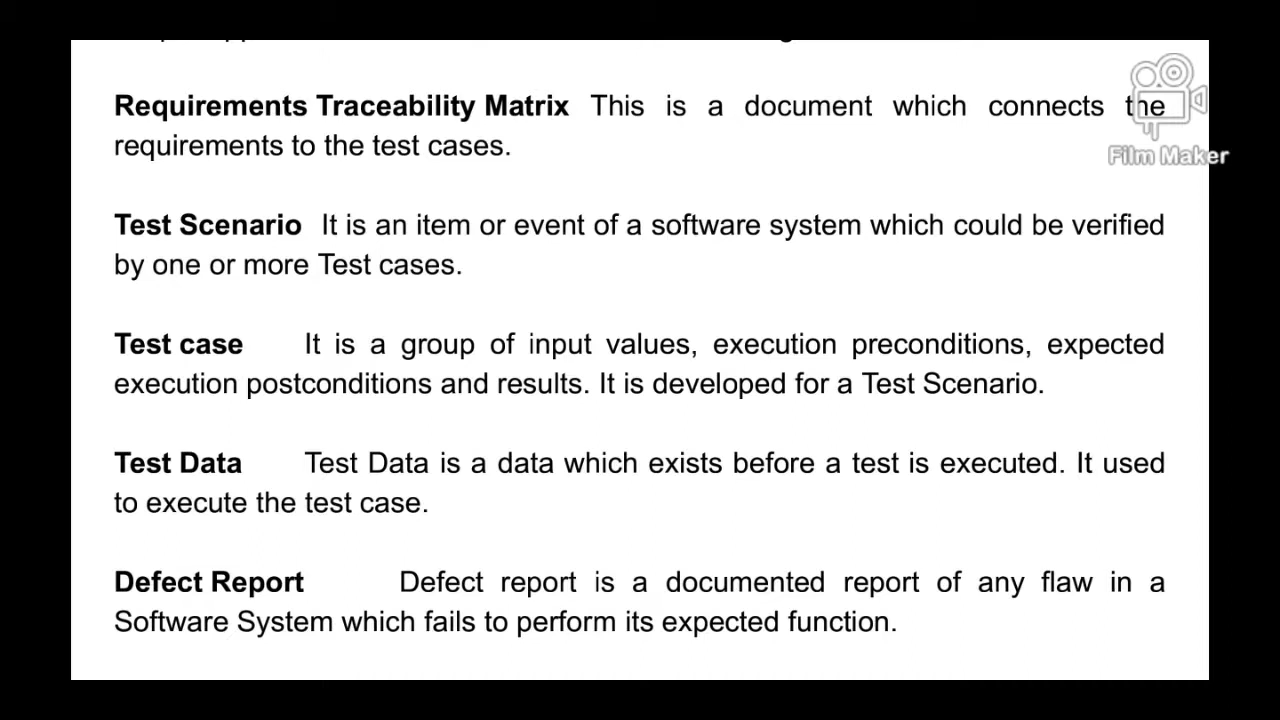 Requirements Traceability Matrix This is a document which connects the
requirements to the test cases.
Test Scenario It is an item or event of a software system which could be verified
by one or more Test cases.
Test case It is a group of input values, execution preconditions, expected
execution postconditions and results. It is developed for a Test Scenario.
Test Data Test Data is a data which exists before a test is executed. It used
to execute the test case.
Defect Report Defect report is a documented report of any flaw in a
Software System which fails to perform its expected function.
Film Maker